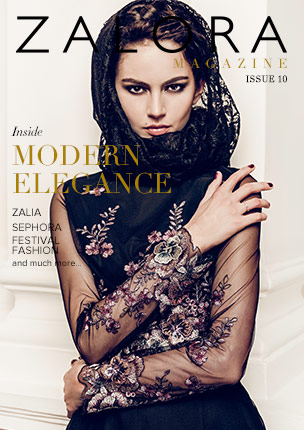 ZALORA
MAGAZINE
ISSUE 10
Inside
MODERN
ELEGANCE
ZALIA
SEPHORA
FESTIVAL
FASHION
and much more...